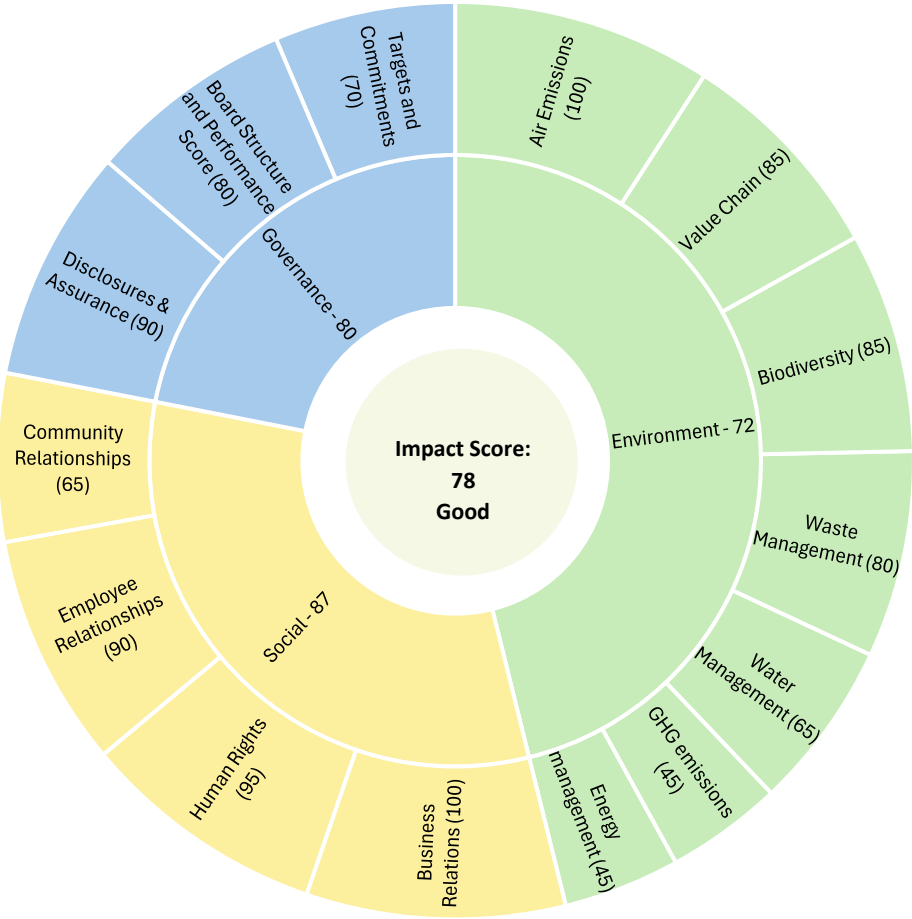 Targets and
Commitments
(70)
Board Structure
and Performance
Score (80)
Disclosures &
Assurance (90)
Governance - 80
Air Emissions
(100)
Value Chain (85)
Biodiversity (85)
Environment - 72
Waste
Management (80)
Water
Management (65)
GHG emissions
(45)
Energy
management (45)
Impact Score:
78
Good
Community
Relationships
(65)
Employee
Relationships
(90)
Social - 87
Human Rights
(95)
Business
Relations (100)